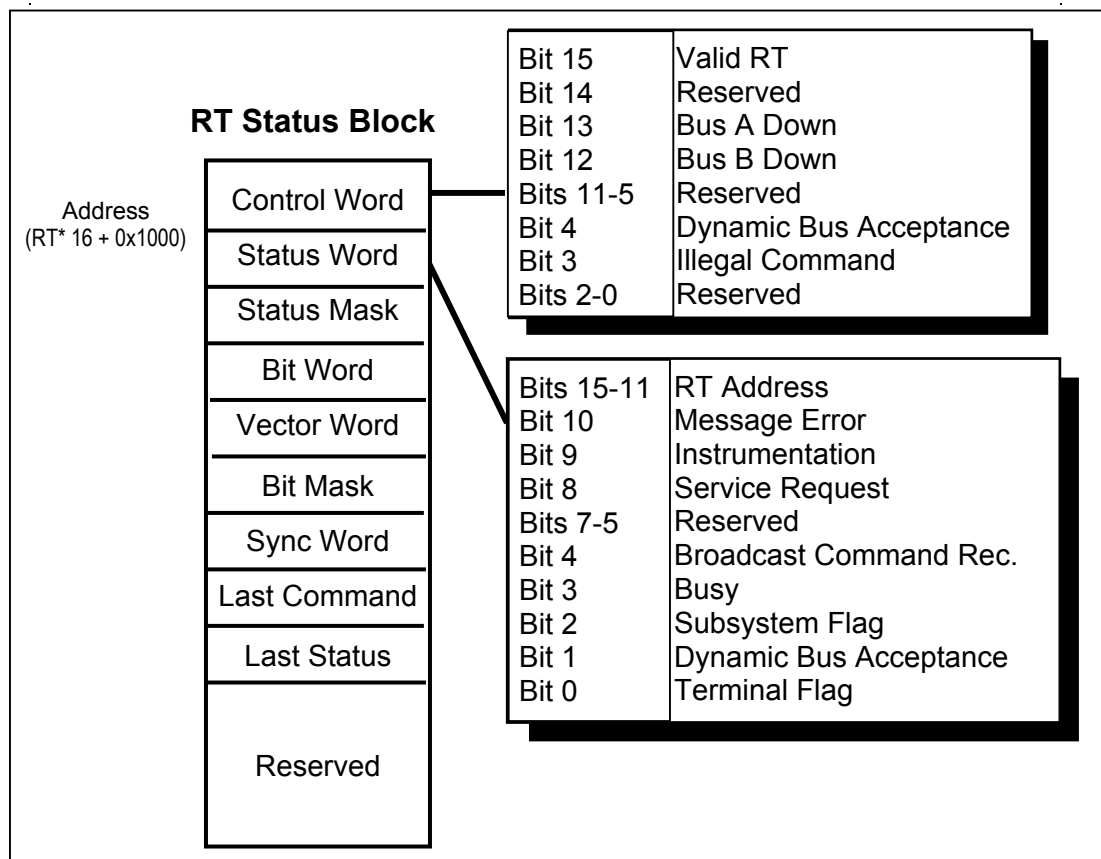 RT Status Block
Address
(RT* 16 + 0x1000)
Control Word
Status Word
Status Mask
Bit Word
Vector Word
Bit Mask
Sync Word
Last Command
Last Status
Reserved
Bit 15 Valid RT
Bit 14 Reserved
Bit 13 Bus A Down
Bit 12 Bus B Down
Bits 11-5 Reserved
Bit 4 Dynamic Bus Acceptance
Bit 3 Illegal Command
Bits 2-0 Reserved
Bits 15-11 RT Address
Bit 10 Message Error
Bit 9 Instrumentation
Bit 8 Service Request
Bits 7-5 Reserved
Bit 4 Broadcast Command Rec.
Bit 3 Busy
Bit 2 Subsystem Flag
Bit 1 Dynamic Bus Acceptance
Bit 0 Terminal Flag